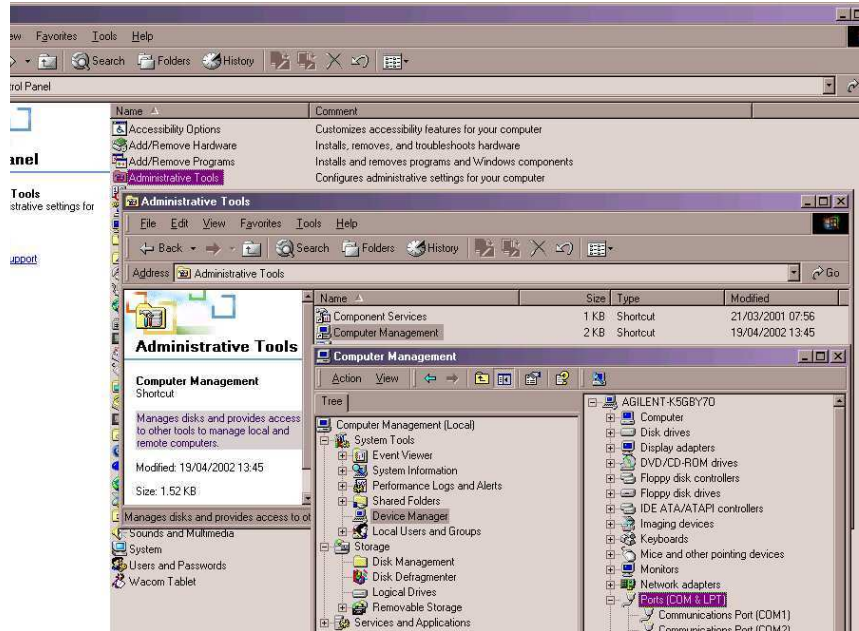 ew Favorites Tools Help
Search Folders History
trol Panel
Name Comment
Accessibility Options Customizes accessibility features for your computer
Add/Remove Hardware Installs, removes, and troubleshoots hardware
Add/Remove Programs Installs and removes programs and Windows components
Administrative Tools Configures administrative settings for your computer
anel
Tools
strative settings for
upport
Administrative Tools
File Edit View Favorites Tools Help
Back Search Folders History
Address Administrative Tools Go
Name Size Type Modified
Component Services 1 KB Shortcut 21/03/2001 07:56
Computer Management 2 KB Shortcut 19/04/2002 13:45
Administrative Tools
Computer Management
Shortcut
Manages disks and provides access
to other tools to manage local and
remote computers.
Modified: 19/04/2002 13:45
Size: 1.52 KB
Manages disks and provides access to ot
Sounds and Multimedia
System
Users and Passwords
Wacom Tablet
Computer Management
Action View
Tree
Computer Management (Local)
System Tools
Event Viewer
System Information
Performance Logs and Alerts
Shared Folders
Device Manager
Local Users and Groups
Storage
Disk Management
Disk Defragmenter
Logical Drives
Removable Storage
Services and Applications
AGILENT-K5GBY70
Computer
Disk drives
Display adapters
DVD/CD-ROM drives
Floppy disk controllers
Floppy disk drives
IDE ATA/ATAPI controllers
Imaging devices
Keyboards
Mice and other pointing devices
Monitors
Network adapters
Ports (COM & LPT)
Communications Port (COM1)
Communications Port (COM2)